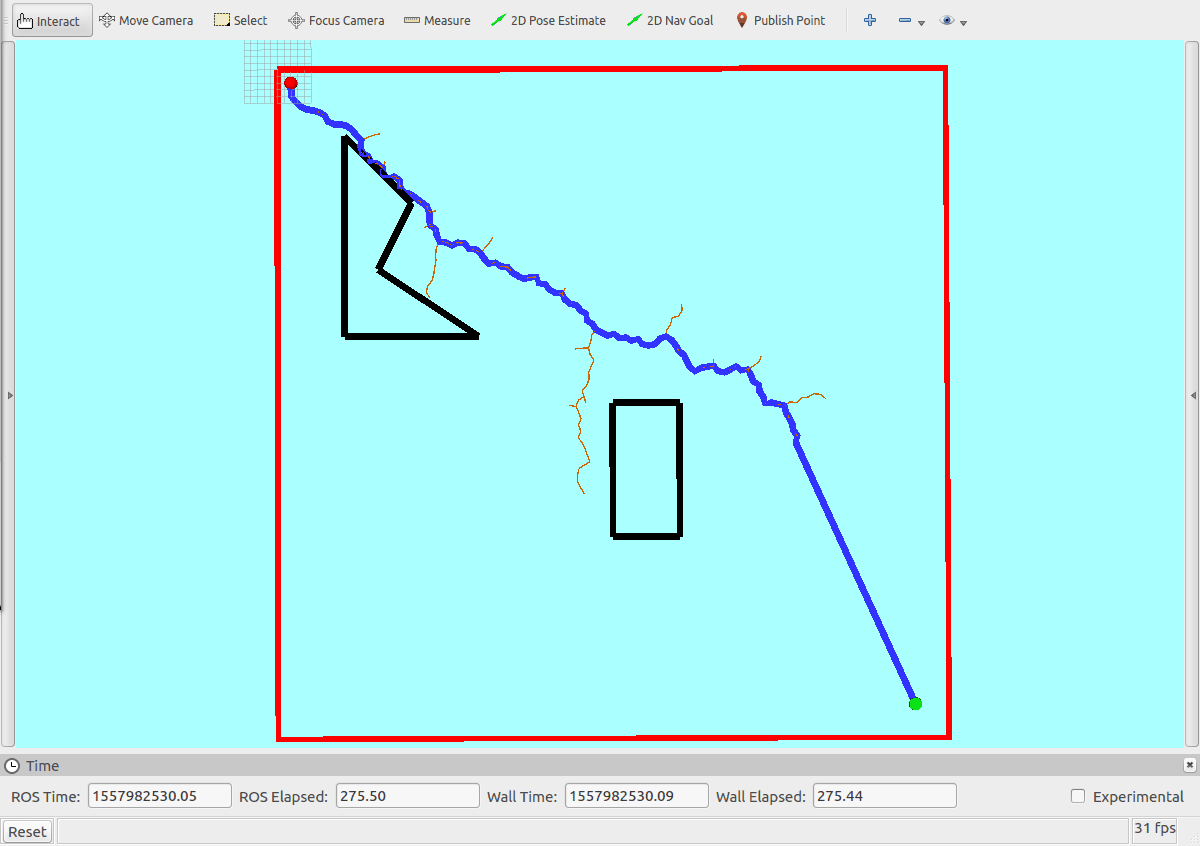 Interact Move Camera Select Focus Camera Measure 2D Pose Estimate 2D Nav Goal Publish Point
Time
ROS Time: 1557982530.05 ROS Elapsed: 275.50 Wall Time: 1557982530.09 Wall Elapsed: 275.44 Experimental
Reset 31 fps